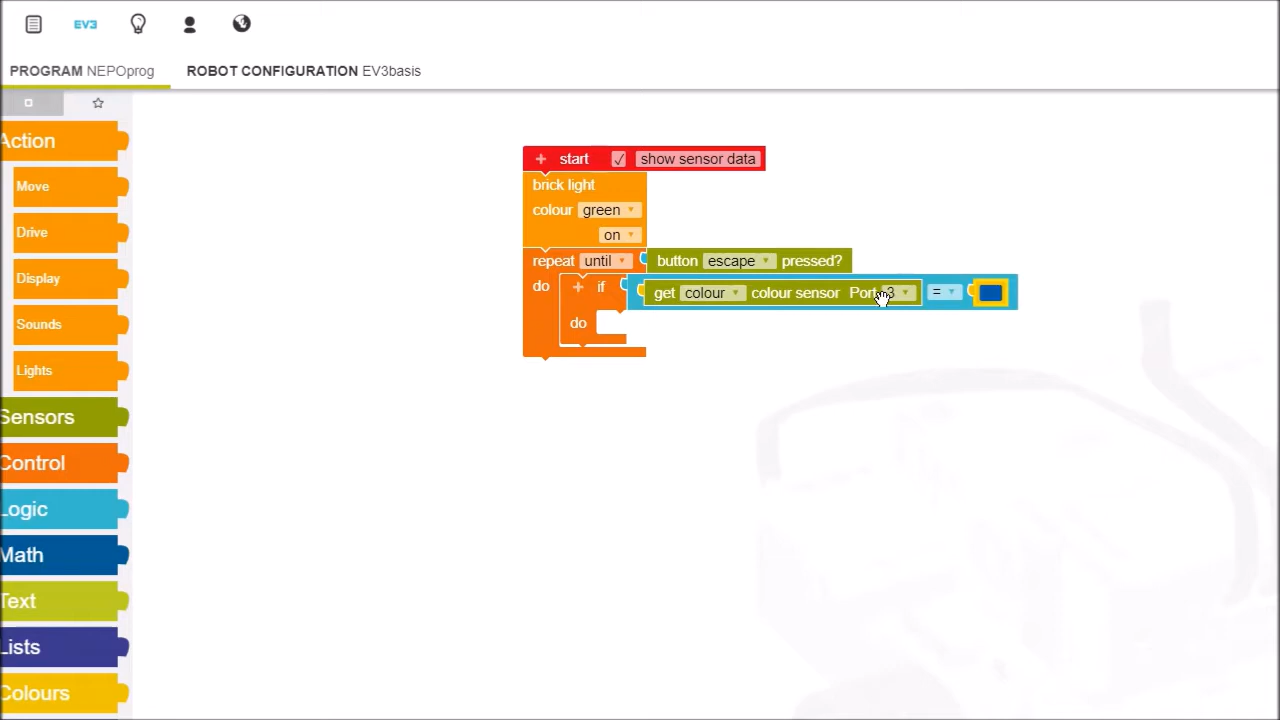 EV3
PROGRAM NEPOprog
ROBOT CONFIGURATION EV3basis
Action
Move
Drive
Display
Sounds
Lights
Sensors
Control
Logic
Math
Text
Lists
Colours
+ start ✓ show sensor data
brick light
colour green
on
repeat until button escape pressed?
do + if get colour colour sensor Port 3 =
do